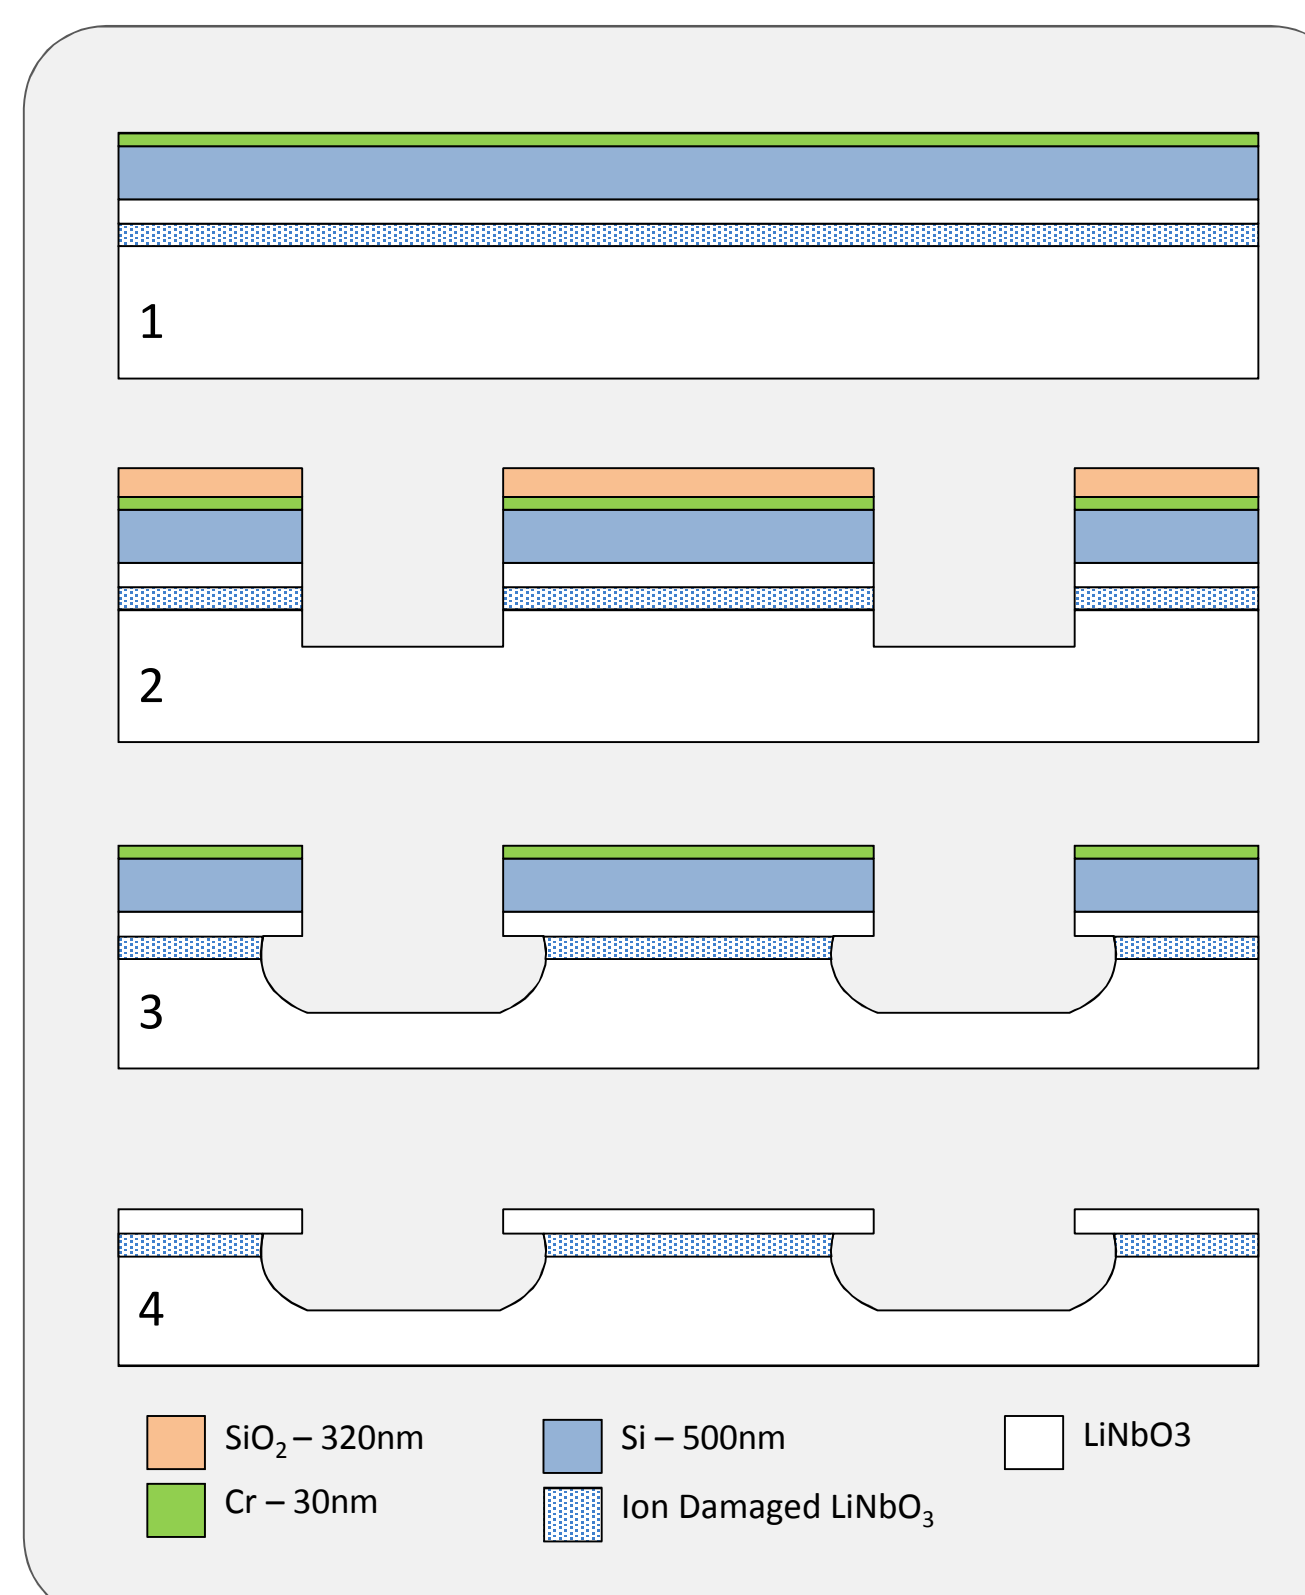 1
2
3
4
SiO₂ – 320nm
Si – 500nm
LiNbO3
Cr – 30nm
Ion Damaged LiNbO₃